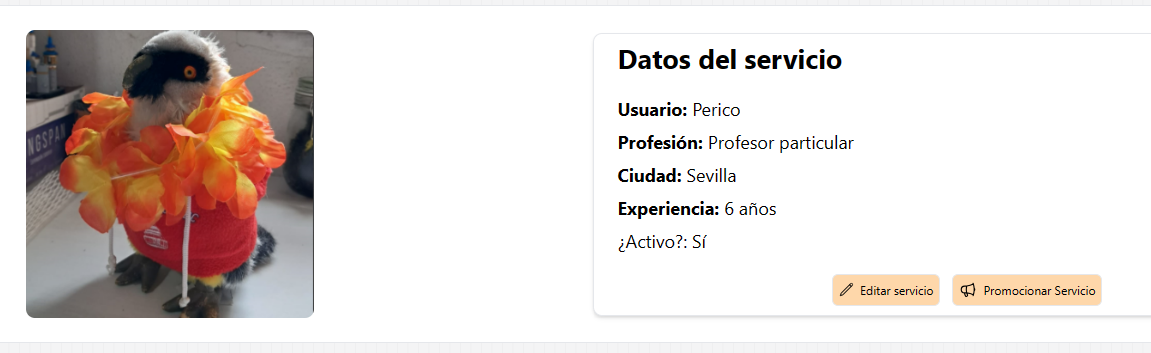 NGSPAN
Datos del servicio
Usuario: Perico
Profesión: Profesor particular
Ciudad: Sevilla
Experiencia: 6 años
¿Activo?: Sí
Editar servicio
Promocionar Servicio